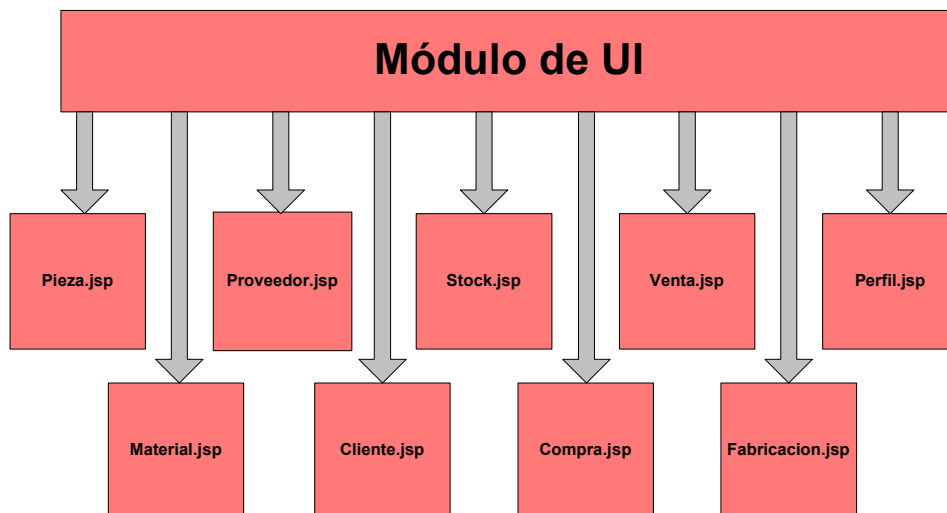 Módulo de UI
Pieza.jsp
Proveedor.jsp
Stock.jsp
Venta.jsp
Perfil.jsp
Material.jsp
Cliente.jsp
Compra.jsp
Fabricacion.jsp